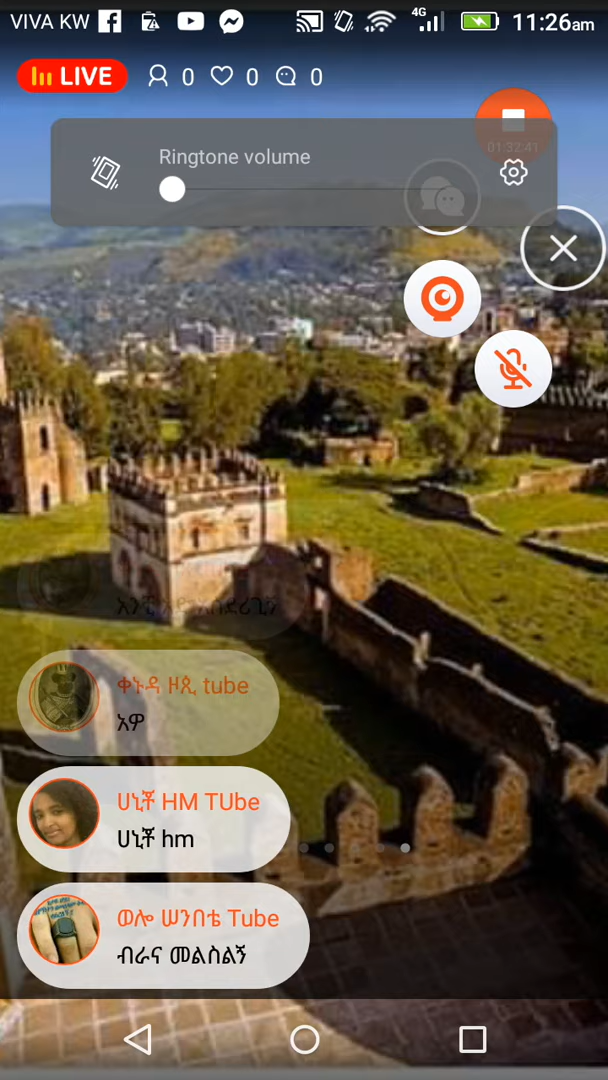 VIVA KW
4G
11:26am
LIVE 0 0 0
01:32:41
Ringtone volume
ቀኑዳ ዞጲ tube
አዎ
ሀኒቾ HM TUbe
ሀኒቾ hm
ወሎ ሠንበቴ Tube
ብራና መልስልኝ